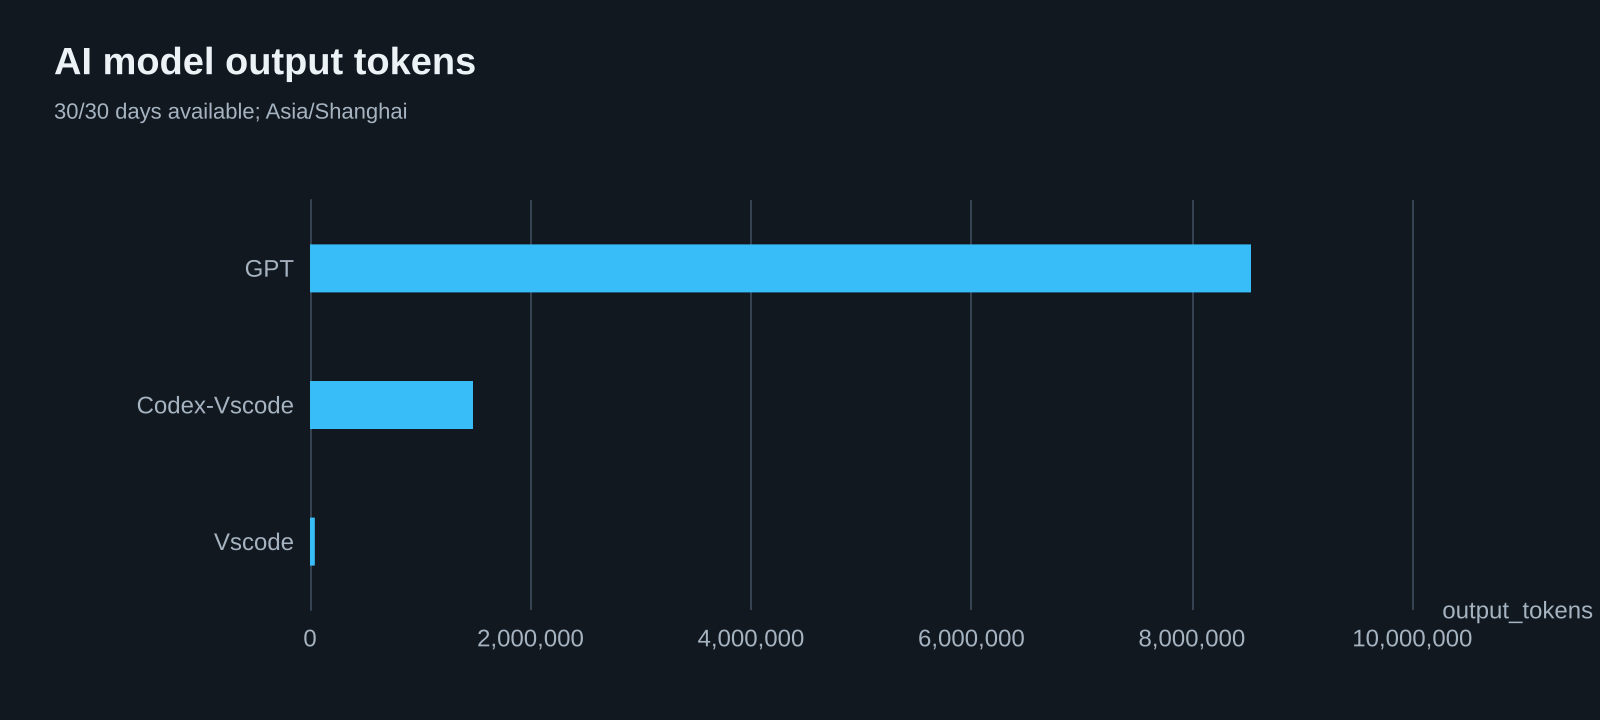 AI model output tokens
30/30 days available; Asia/Shanghai
GPT
Codex-Vscode
Vscode
output_tokens
0 2,000,000 4,000,000 6,000,000 8,000,000 10,000,000